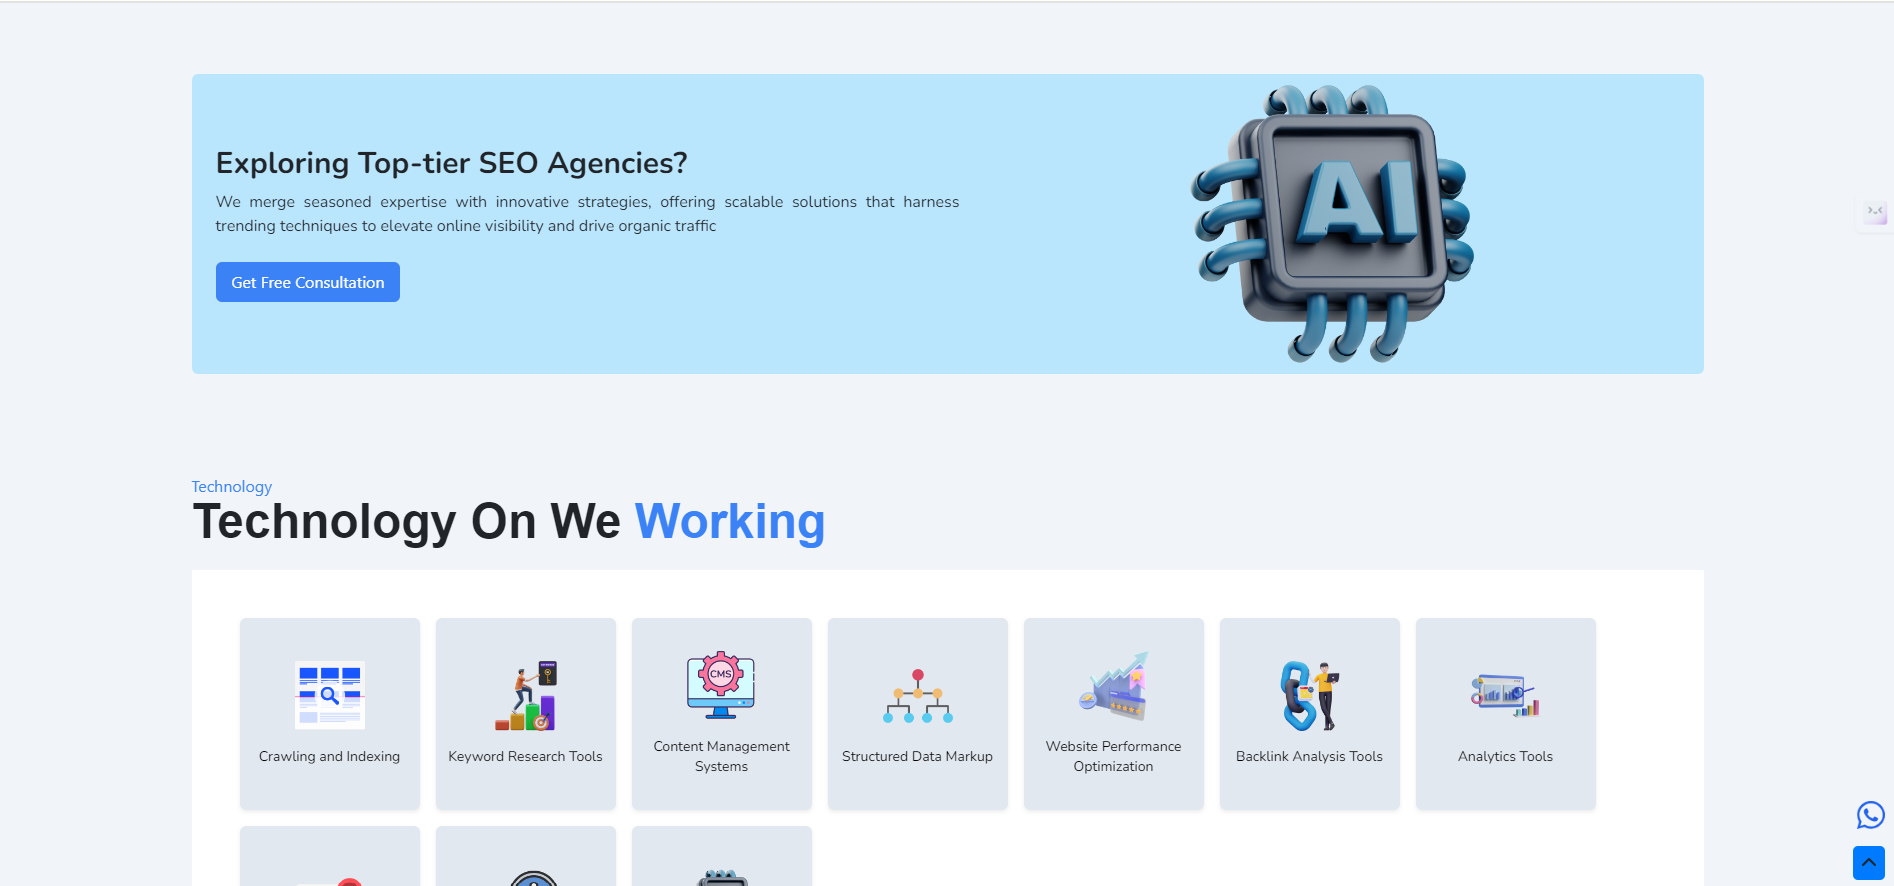 Exploring Top-tier SEO Agencies?
We merge seasoned expertise with innovative strategies, offering scalable solutions that harness
trending techniques to elevate online visibility and drive organic traffic
Get Free Consultation
AI
Technology
Technology On We Working
Crawling and Indexing
Keyword Research Tools
CMS
Content Management
Systems
Structured Data Markup
Website Performance
Optimization
Backlink Analysis Tools
Analytics Tools